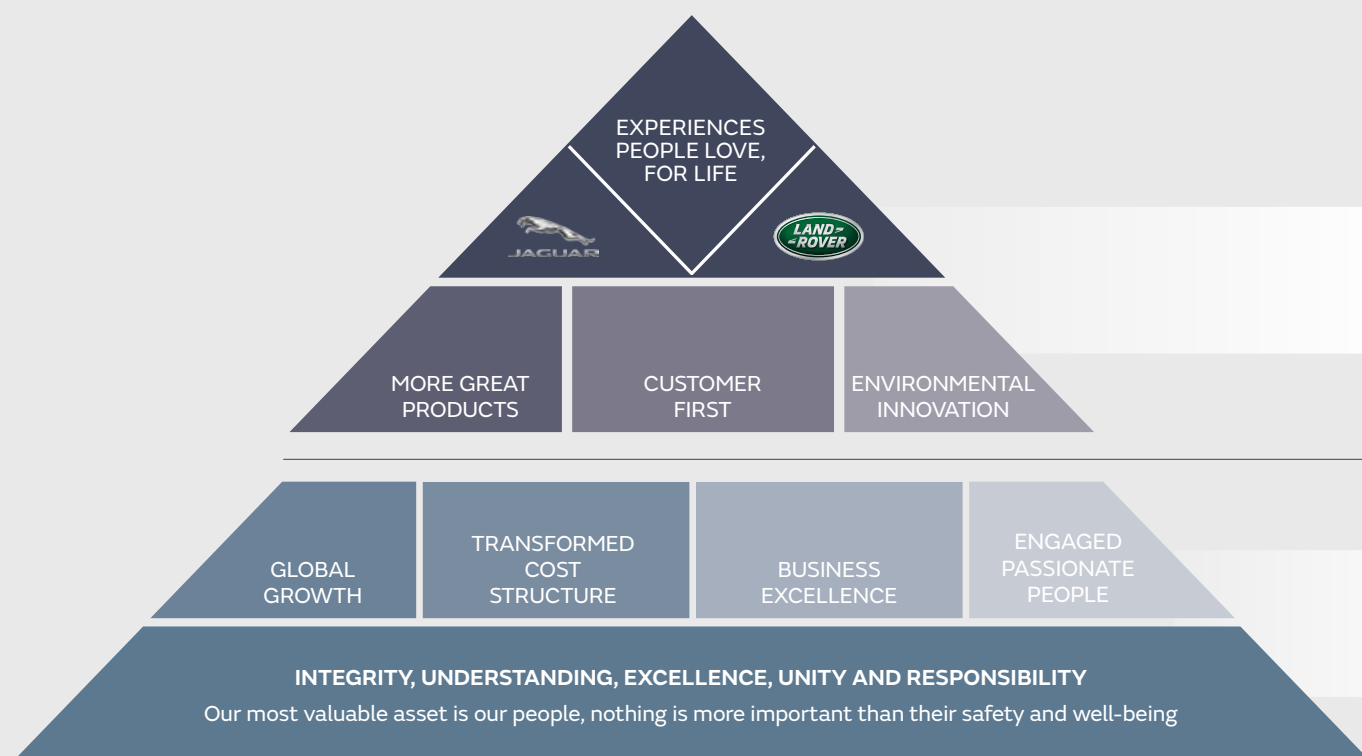 EXPERIENCES
PEOPLE LOVE,
FOR LIFE
JAGUAR
LAND-
-ROVER
MORE GREAT
PRODUCTS
CUSTOMER
FIRST
ENVIRONMENTAL
INNOVATION
GLOBAL
GROWTH
TRANSFORMED
COST
STRUCTURE
BUSINESS
EXCELLENCE
ENGAGED
PASSIONATE
PEOPLE
INTEGRITY, UNDERSTANDING, EXCELLENCE, UNITY AND RESPONSIBILITY
Our most valuable asset is our people, nothing is more important than their safety and well-being